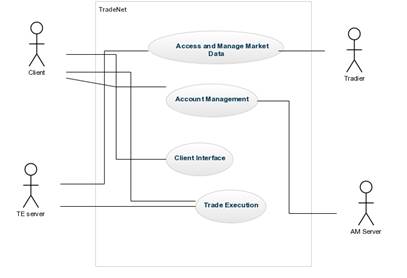 TradeNet
Access and Manage Market
Data
Client
Tradier
Account Management
Client Interface
TE server
Trade Execution
AM Server